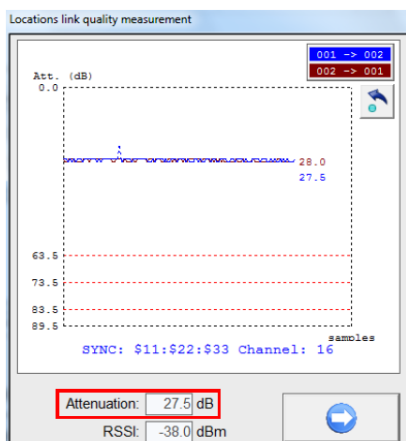 Locations link quality measurement
001 -> 002
002 -> 001
Att. (dB)
0.0
28.0
27.5
63.5
73.5
83.5
89.5
samples
SYNC: $11:$22:$33 Channel: 16
Attenuation: 27.5 dB
RSSI: -38.0 dBm